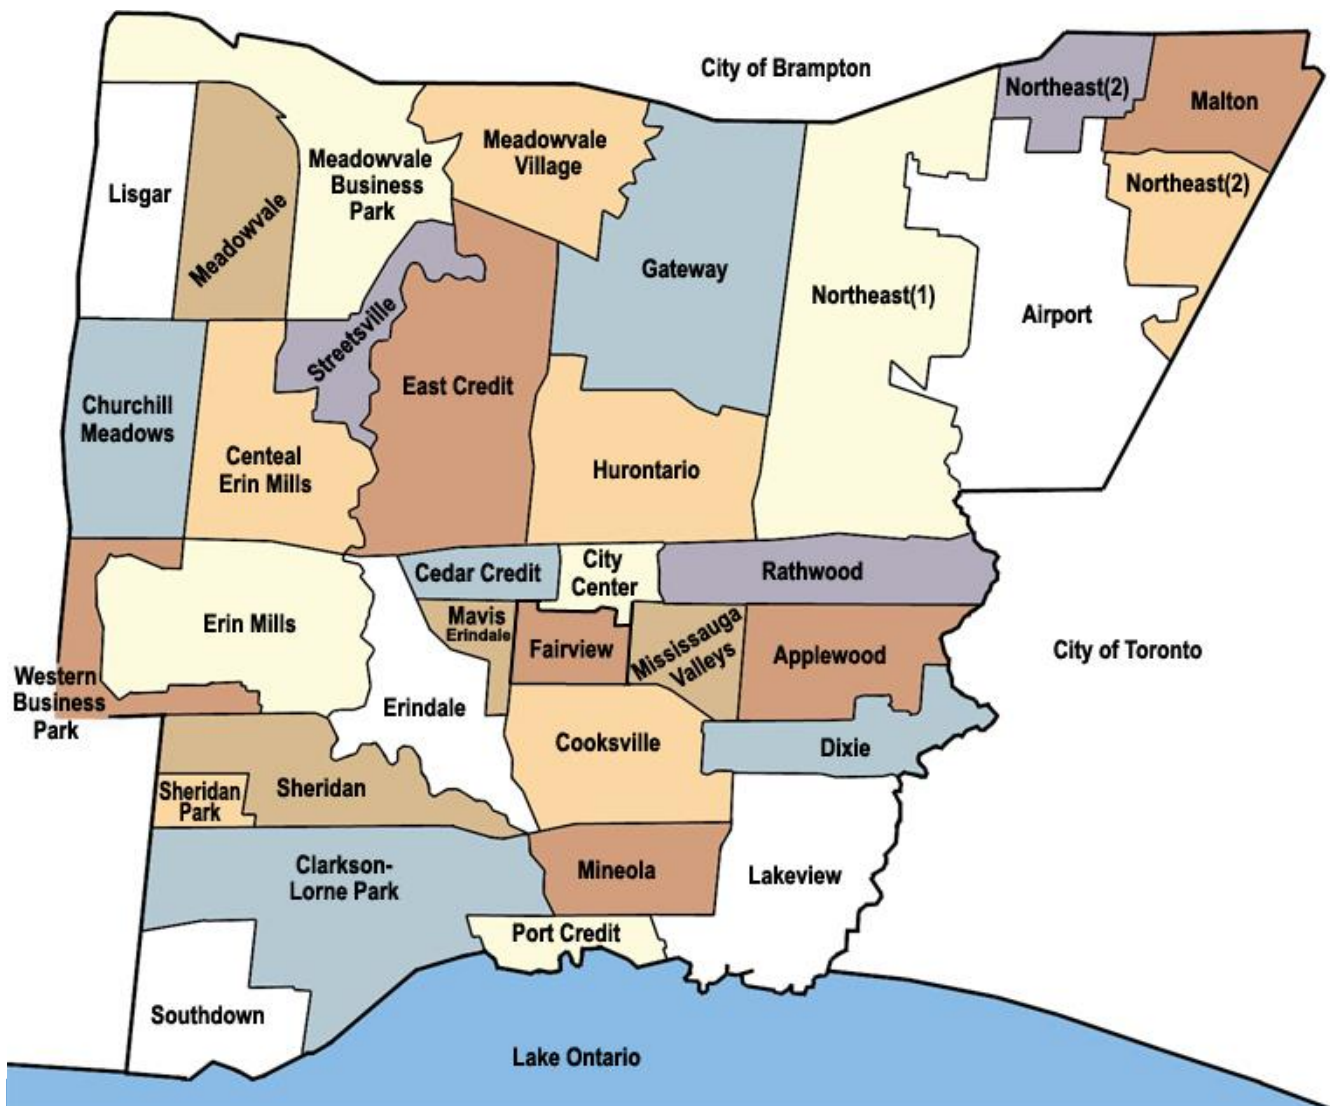 City of Brampton
Northeast(2)
Malton
Meadowvale
Village
Meadowvale
Business
Park
Lisgar
Meadowvale
Northeast(2)
Gateway
Northeast(1)
Airport
Streetsville
East Credit
Churchill
Meadows
Centeal
Erin Mills
Hurontario
Cedar Credit
City
Center
Rathwood
Erin Mills
Mavis
Erindale
Fairview
Mississauga
Valleys
Applewood
City of Toronto
Western
Business
Park
Erindale
Cooksville
Dixie
Sheridan
Park
Sheridan
Clarkson-
Lorne Park
Mineola
Lakeview
Port Credit
Southdown
Lake Ontario